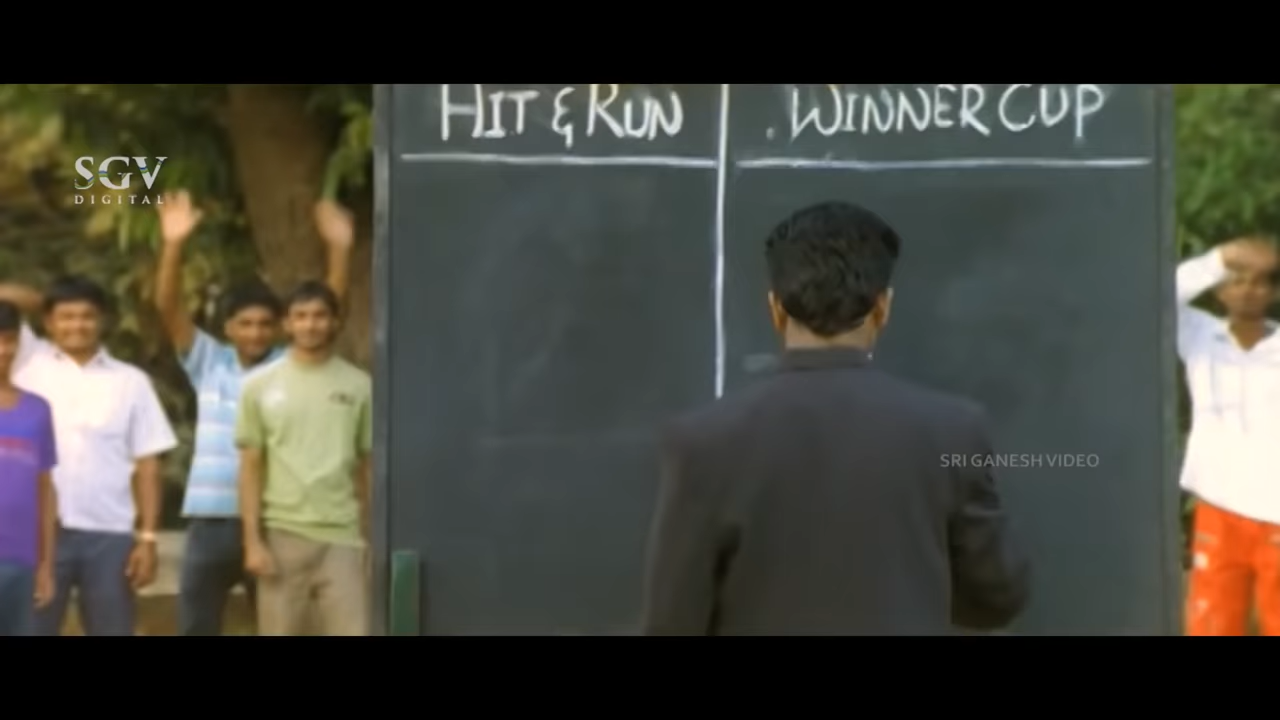 HIT & RUN
WINNER CUP
SGV
DIGITAL
SRI GANESH VIDEO